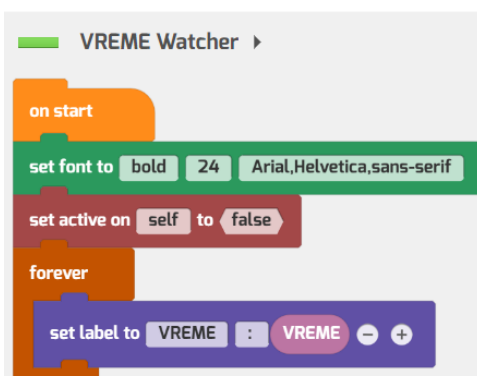 VREME Watcher
on start
set font to bold 24 Arial,Helvetica,sans-serif
set active on self to false
forever
set label to VREME : VREME - +